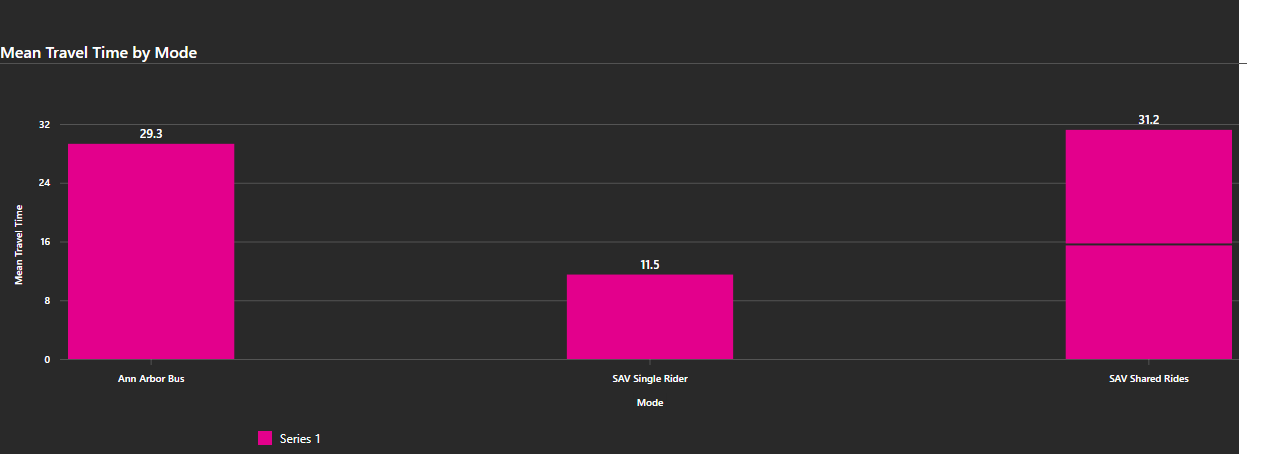 Mean Travel Time by Mode
32
24
16
8
0
Mean Travel Time
29.3
11.5
31.2
Ann Arbor Bus
SAV Single Rider
SAV Shared Rides
Mode
Series 1